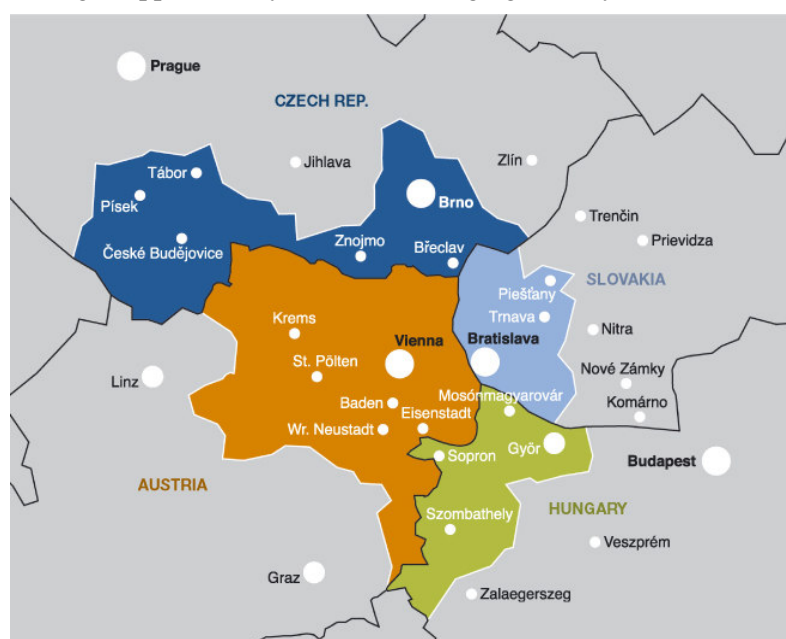 Prague
CZECH REP.
Jihlava
Zlín
Tábor
Písek
Brno
Trenčin
České Budějovice
Znojmo
Břeclav
Prievidza
Piešťany
SLOVAKIA
Krems
Trnava
Vienna
Bratislava
Nitra
St. Pölten
Linz
Nové Zámky
Baden
Eisenstadt
Mosónmagyarovár
Komárno
Wr. Neustadt
Győr
Sopron
Budapest
AUSTRIA
Szombathely
HUNGARY
Veszprém
Graz
Zalaegerszeg